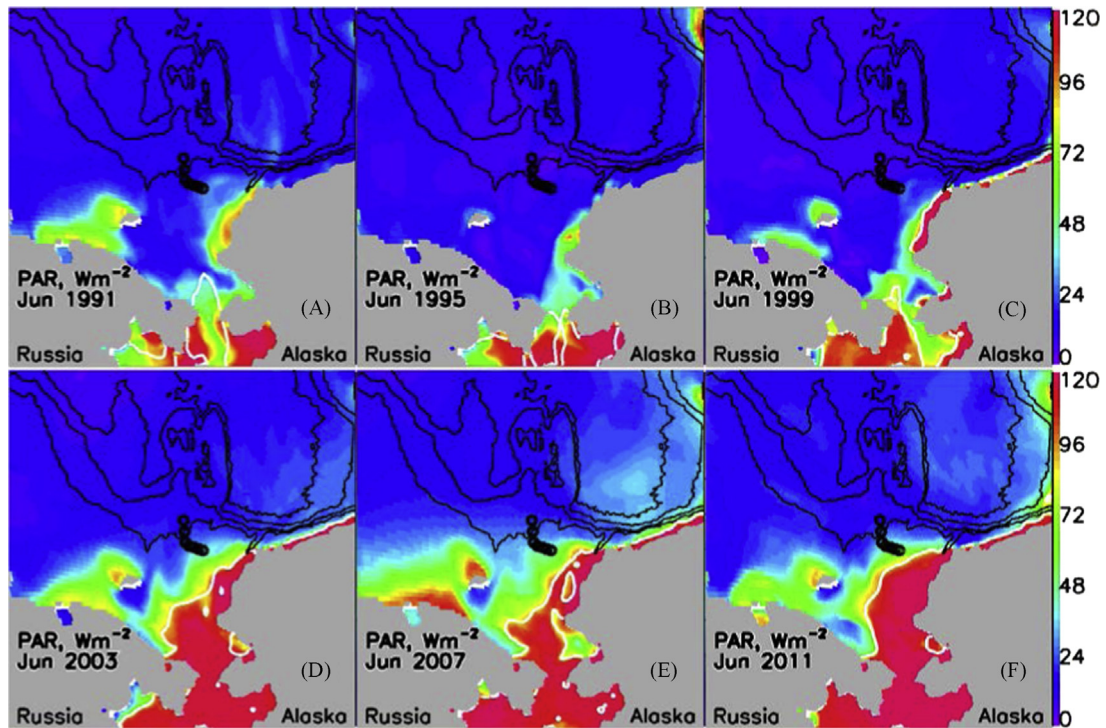 PAR, Wm⁻²
Jun 1991
(A)
Russia Alaska
PAR, Wm⁻²
Jun 1995
(B)
Russia Alaska
PAR, Wm⁻²
Jun 1999
(C)
Russia Alaska
120
96
72
48
24
0
PAR, Wm⁻²
Jun 2003
(D)
Russia Alaska
PAR, Wm⁻²
Jun 2007
(E)
Russia Alaska
PAR, Wm⁻²
Jun 2011
(F)
Russia Alaska
120
96
72
48
24
0